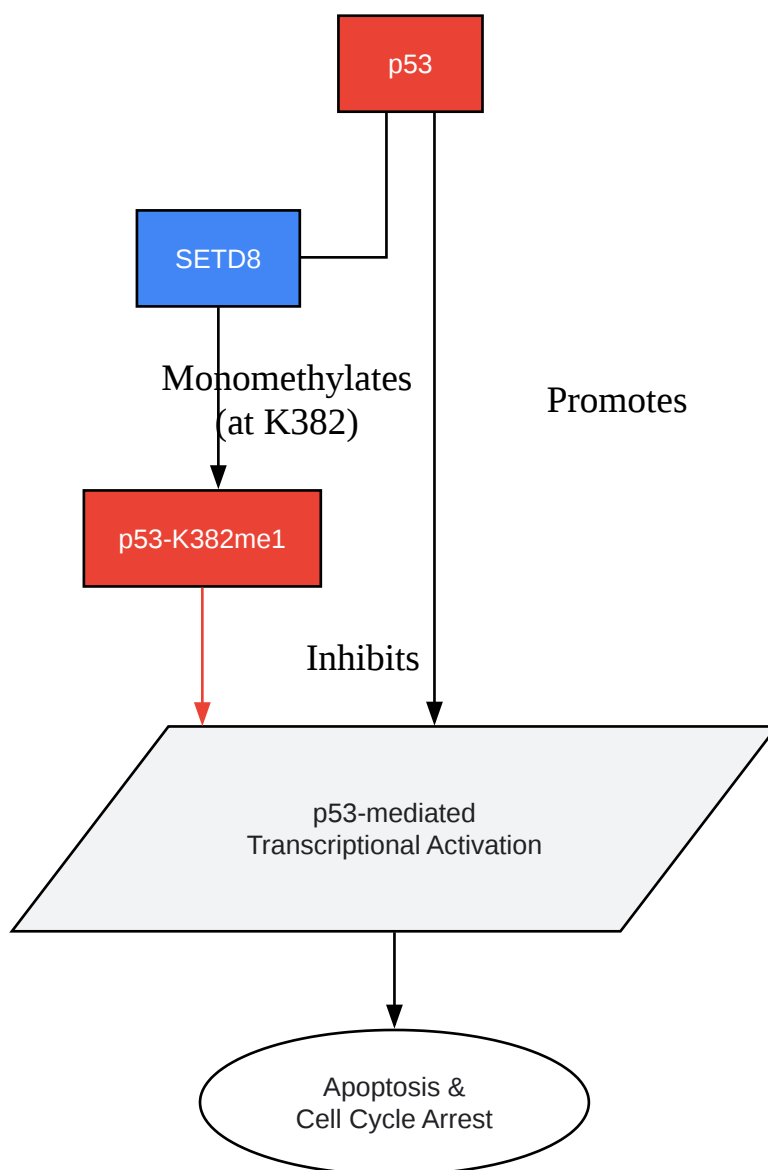 p53
SETD8
Monomethylates
(at K382)
Promotes
p53-K382me1
Inhibits
p53-mediated
Transcriptional Activation
Apoptosis &
Cell Cycle Arrest